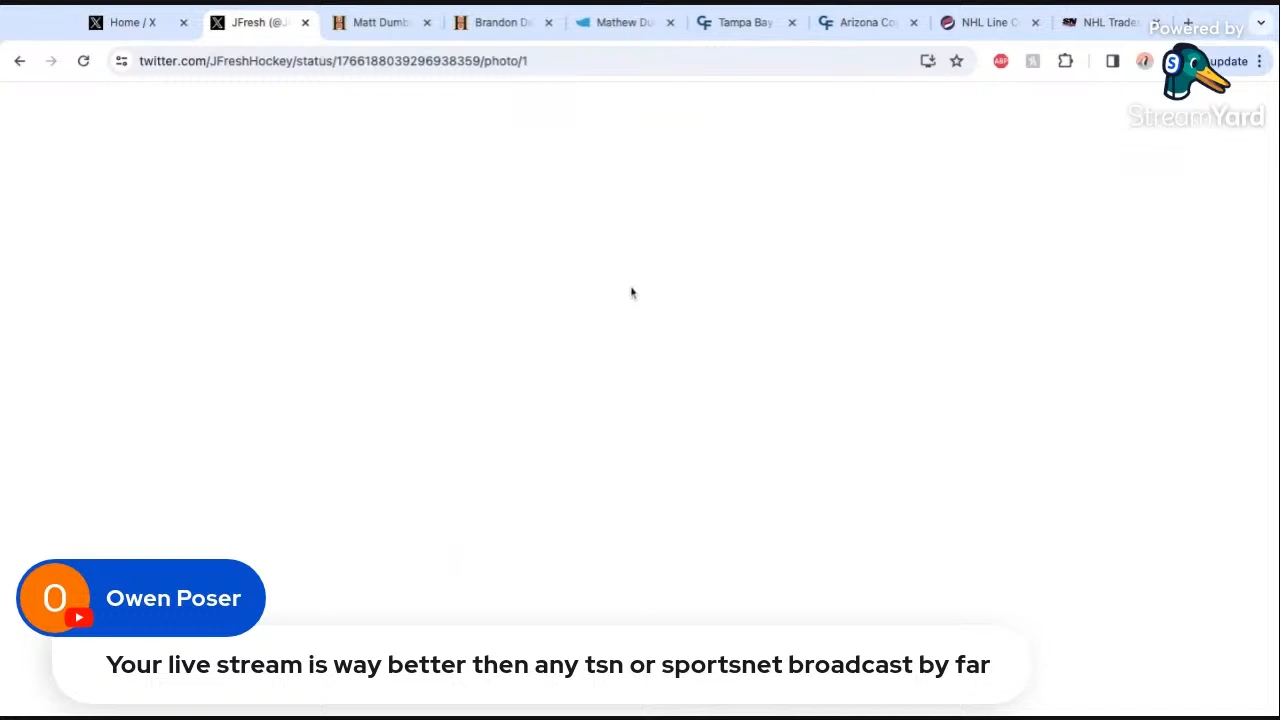 Home / X
JFresh (@J
Matt Dumb
Brandon D
Mathew Du
Tampa Bay
Arizona Co
NHL Line C
NHL Trade
Powered by
twitter.com/JFreshHockey/status/1766188039296938359/photo/1
ABP
update
S
StreamYard
O
Owen Poser
Your live stream is way better then any tsn or sportsnet broadcast by far